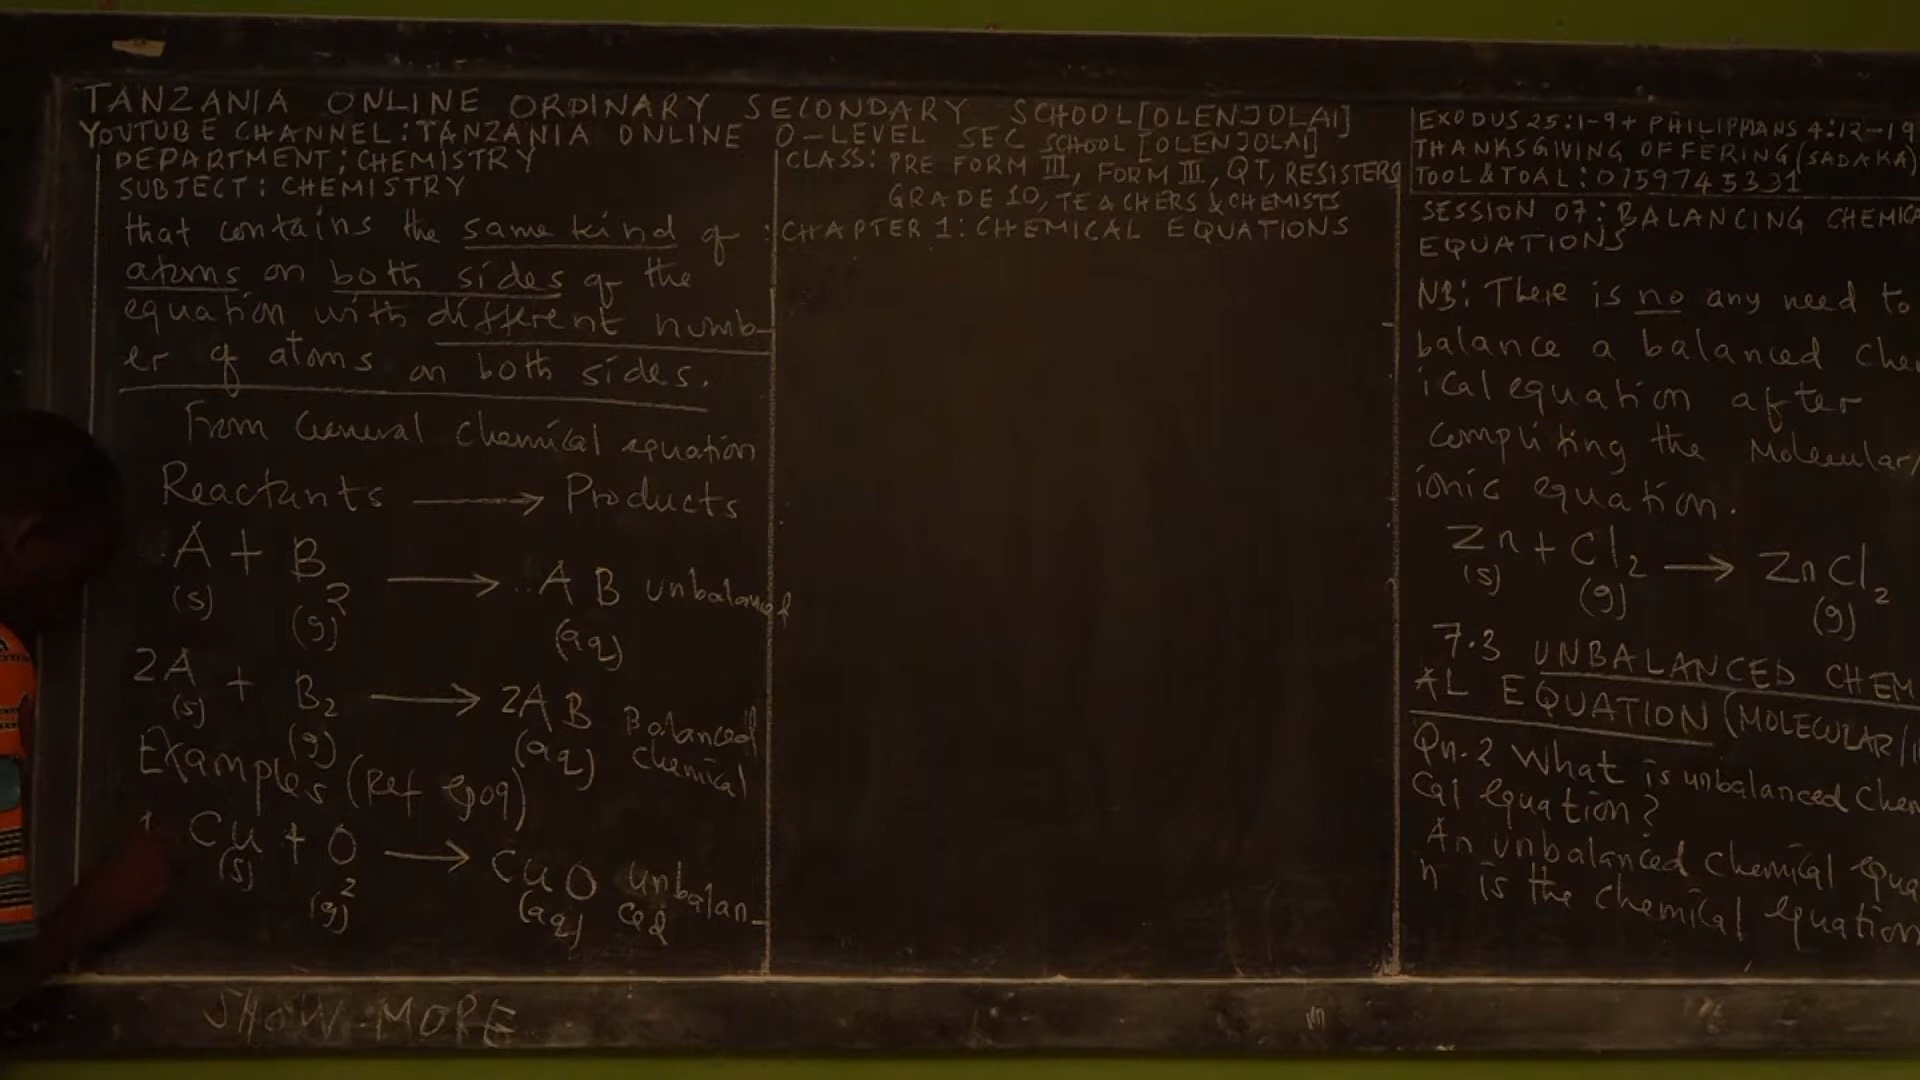 TANZANIA ONLINE ORDINARY SECONDARY SCHOOL[OLENJOLAI]
YOUTUBE CHANNEL:TANZANIA ONLINE O-LEVEL SEC SCHOOL [OLENJOLAI]
DEPARTMENT: CHEMISTRY
SUBJECT: CHEMISTRY
that contains the same kind of
atoms on both sides of the
equation with different numb-
er of atoms on both sides.
From General chemical equation
Reactants → Products
A + B2 → AB unbalanced
(s) (g) (aq)
2A + B2 → 2AB Balanced
(s) (g) (aq) chemical
Examples (Ref
Cu + O2 → CuO unbalan-
(s) (g) (aq) ced
CLASS: PRE FORM III, FORM III, QT, RESISTERS
GRADE 10, TEACHERS & CHEMISTS
CHAPTER 1: CHEMICAL EQUATIONS
EXODUS 25:1-9+ PHILIPPIANS 4:12-19
THANKSGIVING OFFERING (SADAKA)
TOOL & TOAL: 0759745331
SESSION 07: BALANCING CHEMICA
EQUATIONS
NB: There is no any need to
balance a balanced che
ical equation after
compliting the Molecular/
ionic equation.
Zn + Cl2 → ZnCl2
(s) (g) (g)
7.3 UNBALANCED CHEM
AL EQUATION (MOLECULAR/I
Qn.2 What is unbalanced chem
cal equation?
An unbalanced chemical equa
n is the chemical equation
SHOW MORE